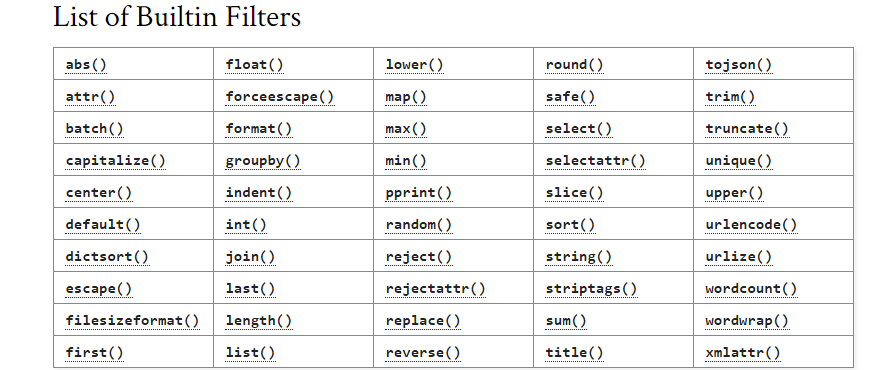 List of Builtin Filters
abs() float() lower() round() tojson()
attr() forceescape() map() safe() trim()
batch() format() max() select() truncate()
capitalize() groupby() min() selectattr() unique()
center() indent() pprint() slice() upper()
default() int() random() sort() urlencode()
dictsort() join() reject() string() urlize()
escape() last() rejectattr() striptags() wordcount()
filesizeformat() length() replace() sum() wordwrap()
first() list() reverse() title() xmlattr()